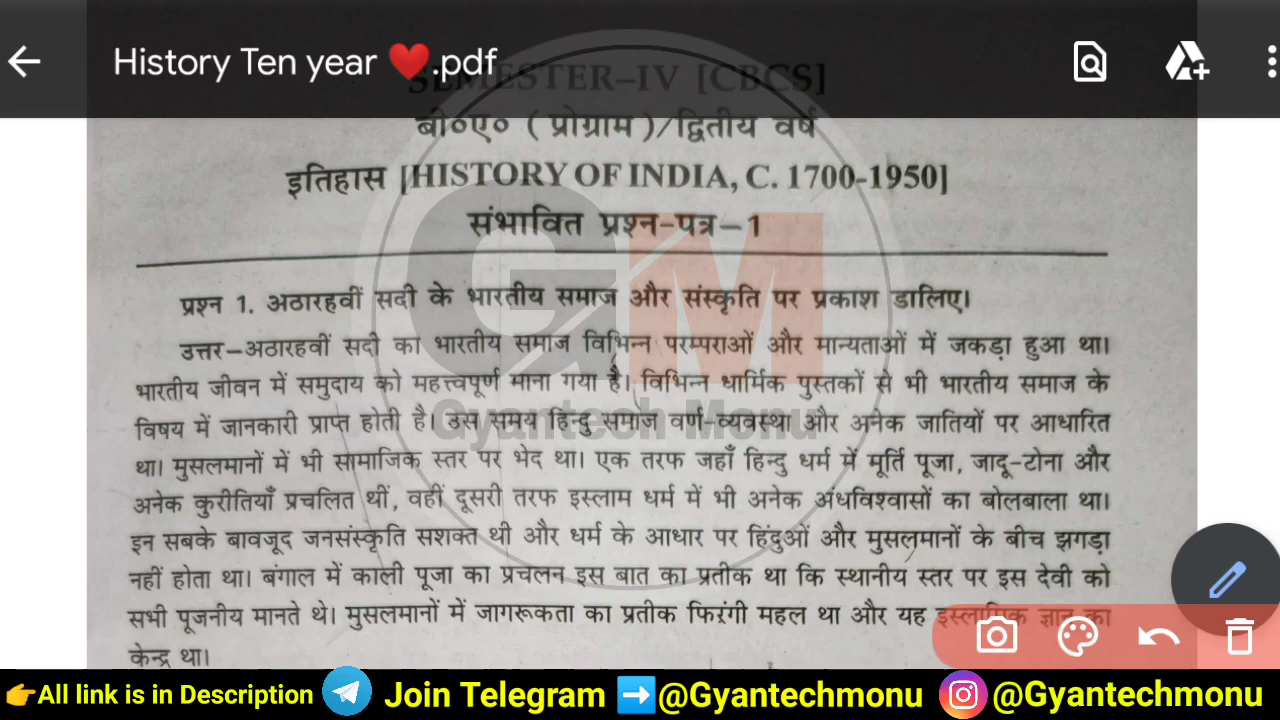 History Ten year ❤️.pdf
SEMESTER–IV [CBCS]
बी०ए० ( प्रोग्राम )/द्वितीय वर्ष
इतिहास [HISTORY OF INDIA, C. 1700-1950]
संभावित प्रश्न-पत्र–1
प्रश्न 1. अठारहवीं सदी के भारतीय समाज और संस्कृति पर प्रकाश डालिए।
उत्तर–अठारहवीं सदी का भारतीय समाज विभिन्न परम्पराओं और मान्यताओं में जकड़ा हुआ था।
भारतीय जीवन में समुदाय को महत्त्वपूर्ण माना गया है। विभिन्न धार्मिक पुस्तकों से भी भारतीय समाज के
विषय में जानकारी प्राप्त होती है। उस समय हिन्दु समाज वर्ण-व्यवस्था और अनेक जातियों पर आधारित
था। मुसलमानों में भी सामाजिक स्तर पर भेद था। एक तरफ जहाँ हिन्दु धर्म में मूर्ति पूजा, जादू-टोना और
अनेक कुरीतियाँ प्रचलित थीं, वहीं दूसरी तरफ इस्लाम धर्म में भी अनेक अंधविश्वासों का बोलबाला था।
इन सबके बावजूद जनसंस्कृति सशक्त थी और धर्म के आधार पर हिंदुओं और मुसलमानों के बीच झगड़ा
नहीं होता था। बंगाल में काली पूजा का प्रचलन इस बात का प्रतीक था कि स्थानीय स्तर पर इस देवी को
सभी पूजनीय मानते थे। मुसलमानों में जागरूकता का प्रतीक फिरंगी महल था और यह इस्लामिक ज्ञान का
केन्द्र था।
GM
Gyantech Monu
👉All link is in Description Join Telegram ➡️@Gyantechmonu @Gyantechmonu